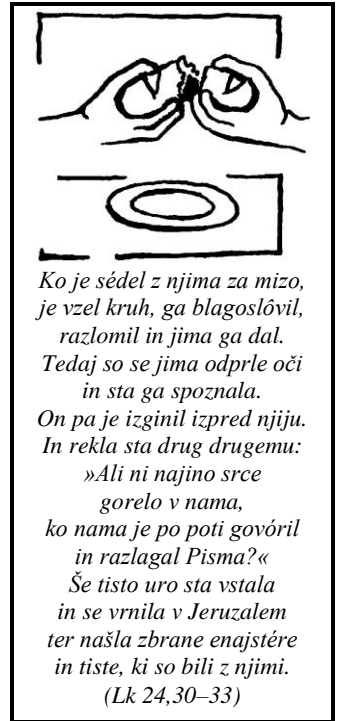 Ko je sédel z njima za mizo,
je vzel kruh, ga blagoslôvil,
razlomil in jima ga dal.
Tedaj so se jima odprle oči
in sta ga spoznala.
On pa je izginil izpred njiju.
In rekla sta drug drugemu:
»Ali ni najino srce
gorelo v nama,
ko nama je po poti govóril
in razlagal Pisma?«
Še tisto uro sta vstala
in se vrnila v Jeruzalem
ter našla zbrane enajstére
in tiste, ki so bili z njimi.
(Lk 24,30–33)